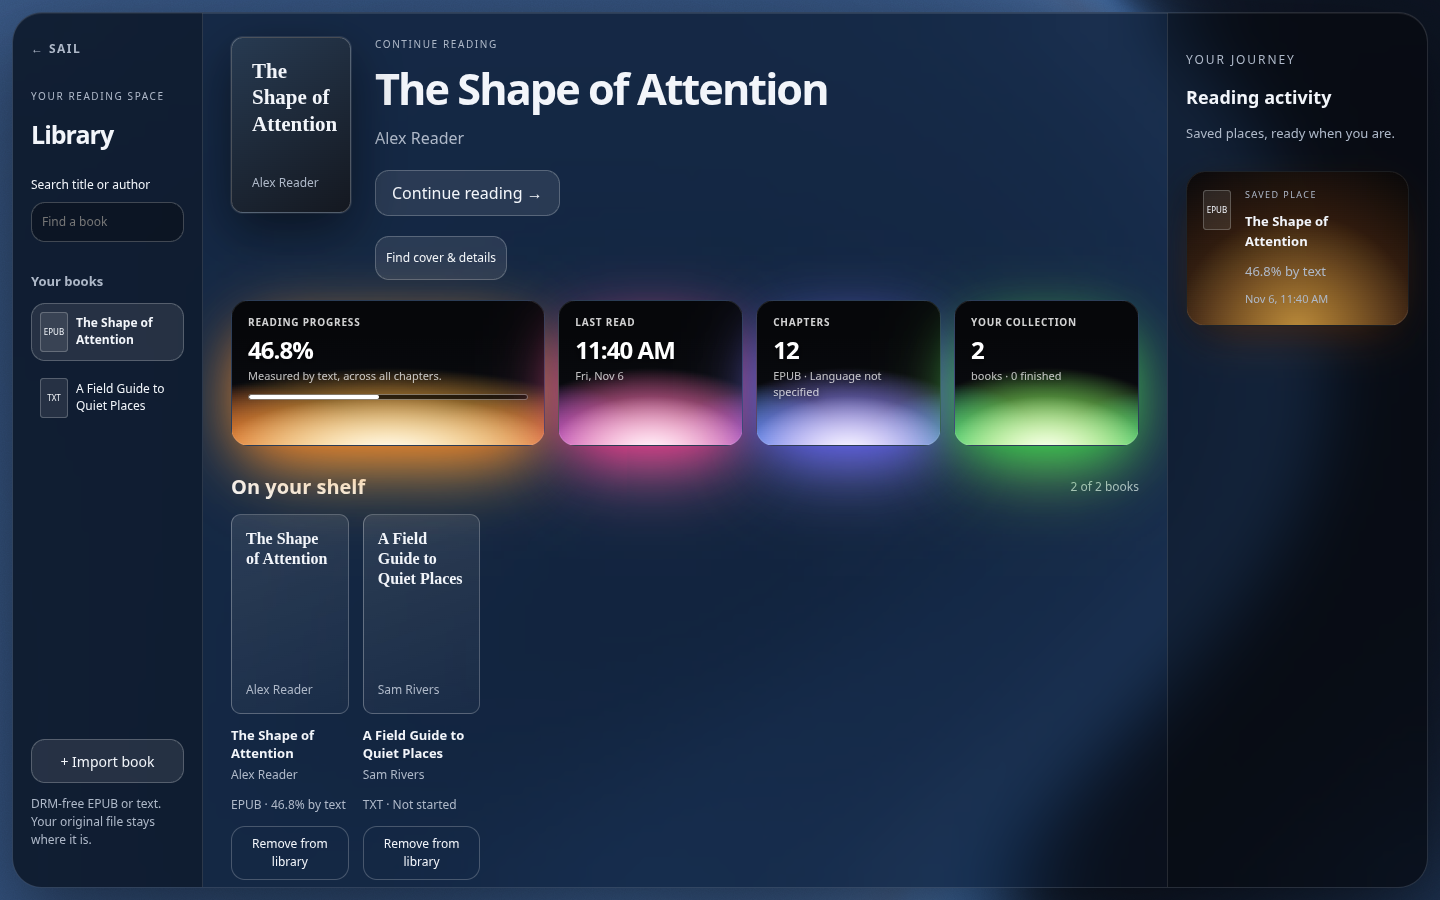 ← SAIL
YOUR READING SPACE
Library
Search title or author
Find a book
Your books
EPUB
The Shape of
Attention
TXT
A Field Guide to
Quiet Places
+ Import book
DRM-free EPUB or text.
Your original file stays
where it is.
The
Shape of
Attention
Alex Reader
CONTINUE READING
The Shape of Attention
Alex Reader
Continue reading →
Find cover & details
READING PROGRESS
46.8%
Measured by text, across all chapters.
LAST READ
11:40 AM
Fri, Nov 6
CHAPTERS
12
EPUB · Language not
specified
YOUR COLLECTION
2
books · 0 finished
On your shelf
2 of 2 books
The Shape
of Attention
Alex Reader
The Shape of
Attention
Alex Reader
EPUB · 46.8% by text
Remove from
library
A Field
Guide to
Quiet Places
Sam Rivers
A Field Guide to
Quiet Places
Sam Rivers
TXT · Not started
Remove from
library
YOUR JOURNEY
Reading activity
Saved places, ready when you are.
EPUB
SAVED PLACE
The Shape of
Attention
46.8% by text
Nov 6, 11:40 AM